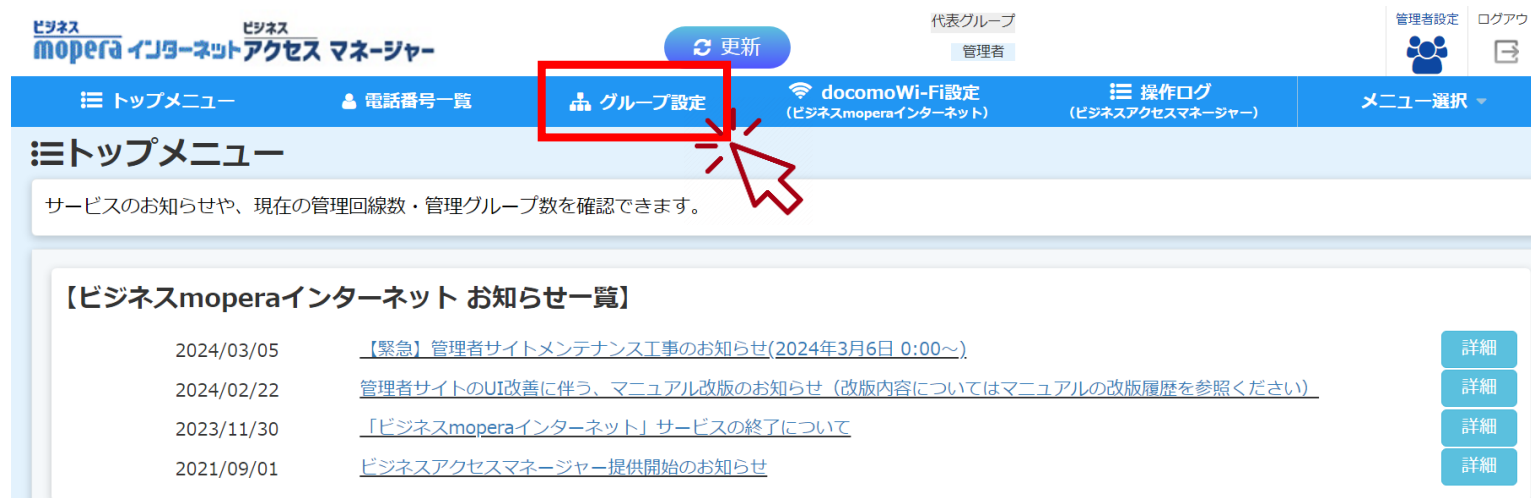 ビジネス ビジネス
mopera インターネット アクセス マネージャー
更新
代表グループ
管理者
管理者設定 ログアウ
トップメニュー 電話番号一覧 グループ設定 docomoWi-Fi設定 操作ログ メニュー選択
(ビジネスmoperaインターネット) (ビジネスアクセスマネージャー)
トップメニュー
サービスのお知らせや、現在の管理回線数・管理グループ数を確認できます。
【ビジネスmoperaインターネット お知らせ一覧】
2024/03/05 【緊急】管理者サイトメンテナンス工事のお知らせ(2024年3月6日 0:00～) 詳細
2024/02/22 管理者サイトのUI改善に伴う、マニュアル改版のお知らせ（改版内容についてはマニュアルの改版履歴を参照ください） 詳細
2023/11/30 「ビジネスmoperaインターネット」サービスの終了について 詳細
2021/09/01 ビジネスアクセスマネージャー提供開始のお知らせ 詳細